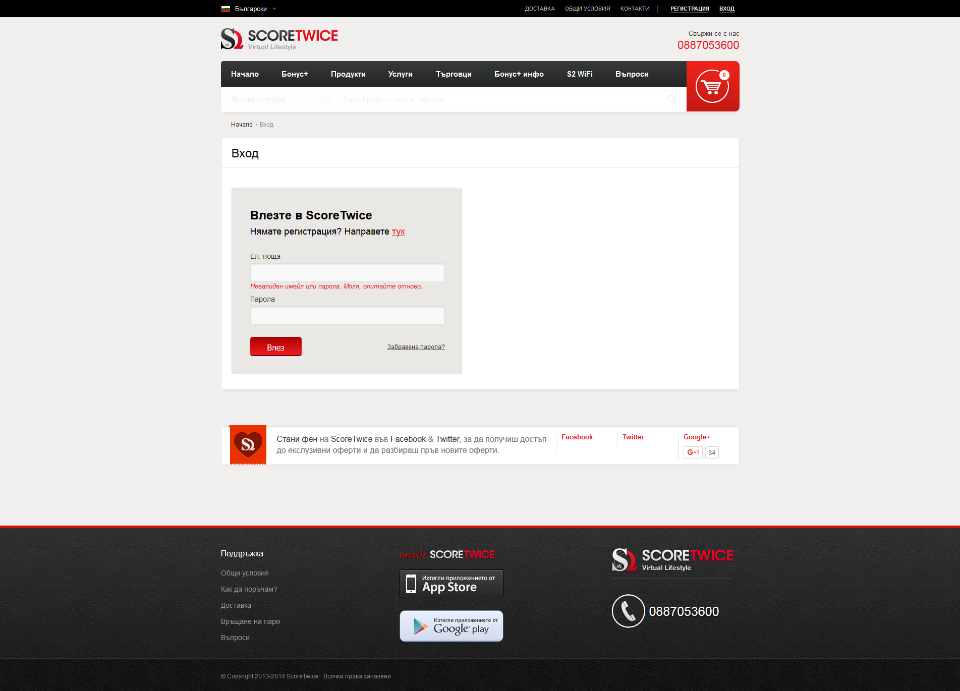 Български
ДОСТАВКА ОБЩИ УСЛОВИЯ КОНТАКТИ РЕГИСТРАЦИЯ ВХОД
SCORETWICE
Virtual Lifestyle
Свържи се с нас
0887053600
Начало Бонус+ Продукти Услуги Търговци Бонус+ инфо S2 WiFi Въпроси
0
Начало › Вход
Вход
Влезте в ScoreTwice
Нямате регистрация? Направете тук
Ел. поща
Невалиден имейл или парола. Моля, опитайте отново.
Парола
Влез
Забравена парола?
Стани фен на ScoreTwice във Facebook & Twitter, за да получиш достъп
до експлузивни оферти и да разбираш пръв новите оферти.
Facebook
Twitter
Google+
G+1 34
Поддръжка
Общи условия
Как да поръчам?
Доставка
Връщане на пари
Въпроси
SCORETWICE
Изтегли приложението от
App Store
Изтегли приложението от
Google play
SCORETWICE
Virtual Lifestyle
0887053600
© Copyright 2013-2014 ScoreTwice · Всички права запазени